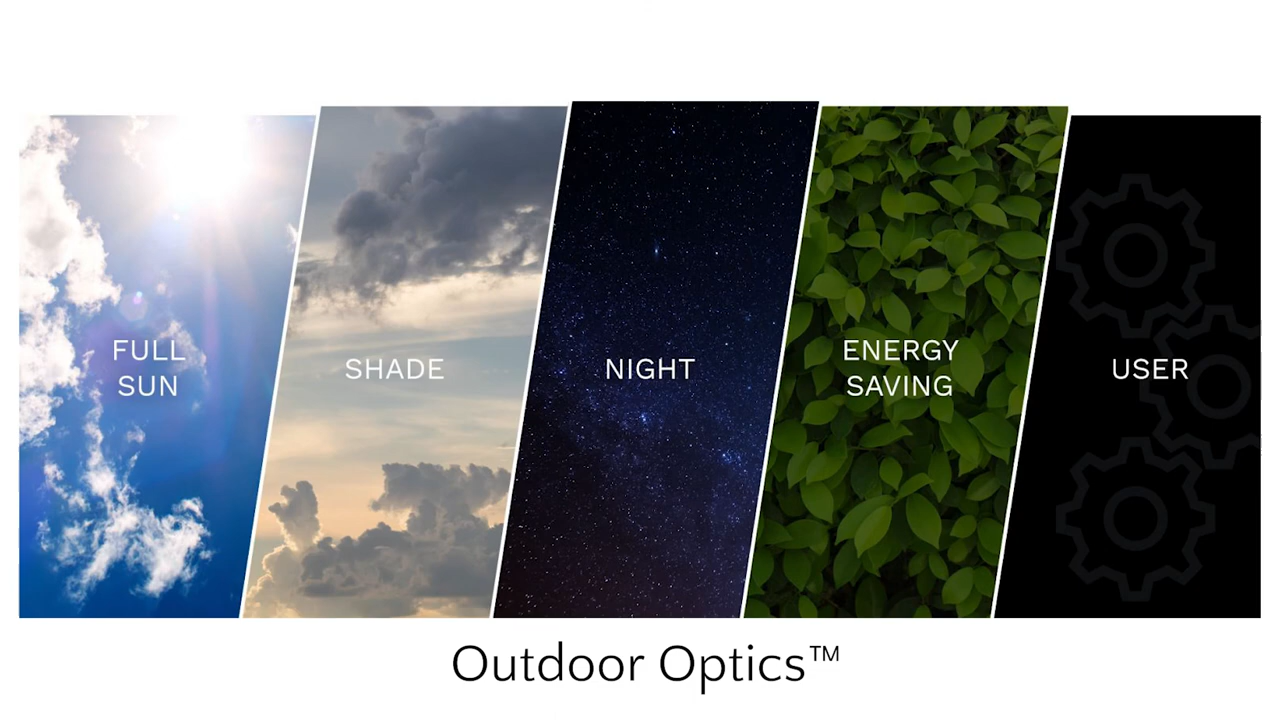 FULL
SUN
SHADE
NIGHT
ENERGY
SAVING
USER
Outdoor Optics™